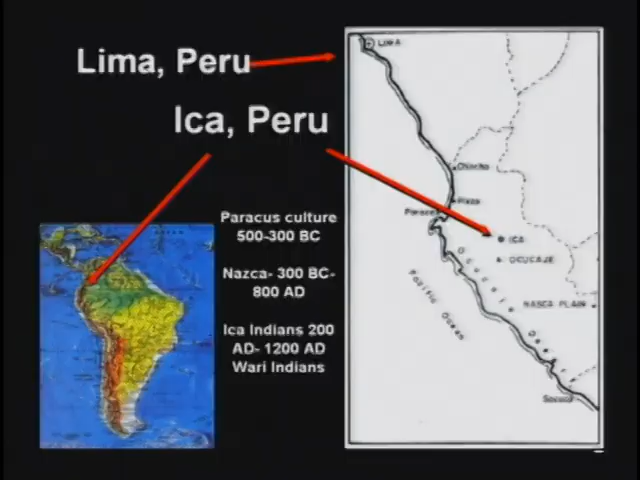 Lima, Peru
Ica, Peru
Paracus culture
500-300 BC
Nazca- 300 BC-
800 AD
Ica Indians 200
AD- 1200 AD
Wari Indians
LIMA
Chincha
Pisco
Paracas
ICA
OCUCAJE
NASCA PLAIN
Pacific Ocean